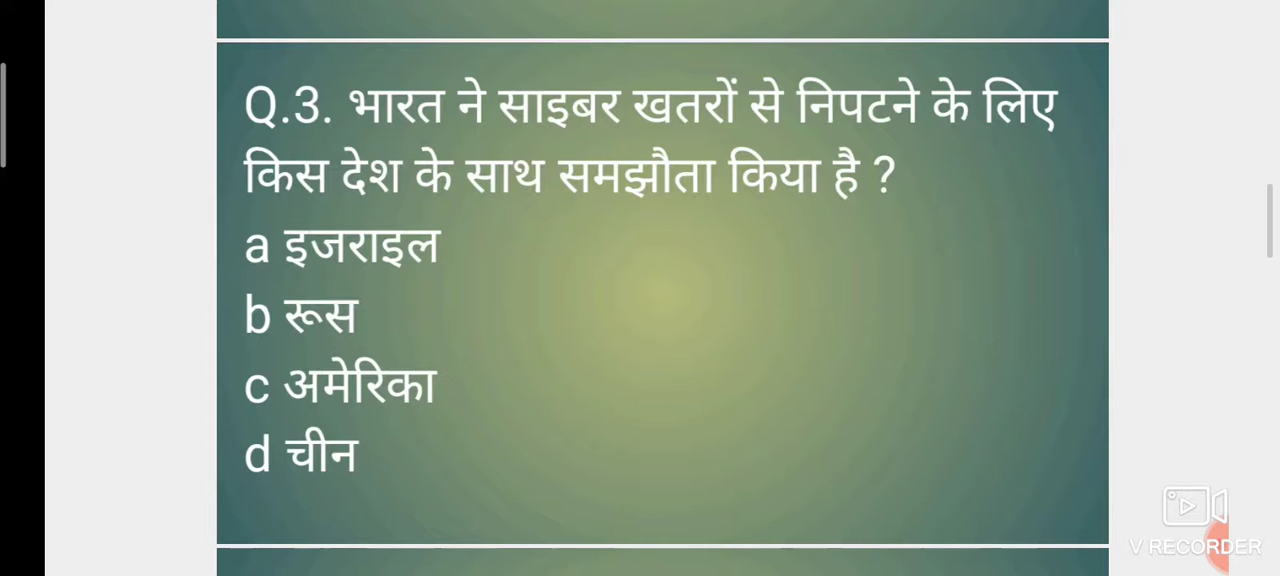 Q.3. भारत ने साइबर खतरों से निपटने के लिए
किस देश के साथ समझौता किया है ?
a इजराइल
b रूस
c अमेरिका
d चीन
V RECORDER